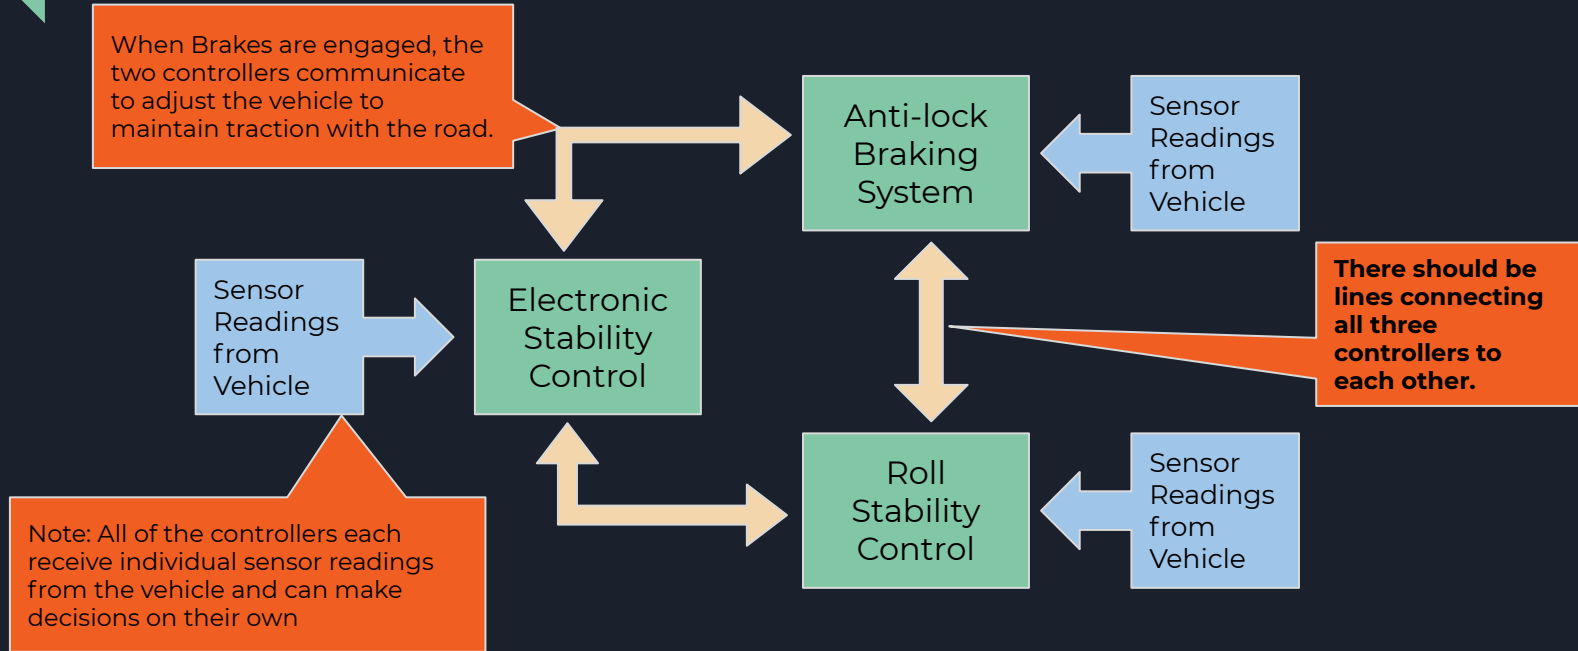 When Brakes are engaged, the
two controllers communicate
to adjust the vehicle to
maintain traction with the road.
Anti-lock
Braking
System
Sensor
Readings
from
Vehicle
Sensor
Readings
from
Vehicle
Electronic
Stability
Control
There should be
lines connecting
all three
controllers to
each other.
Roll
Stability
Control
Sensor
Readings
from
Vehicle
Note: All of the controllers each
receive individual sensor readings
from the vehicle and can make
decisions on their own